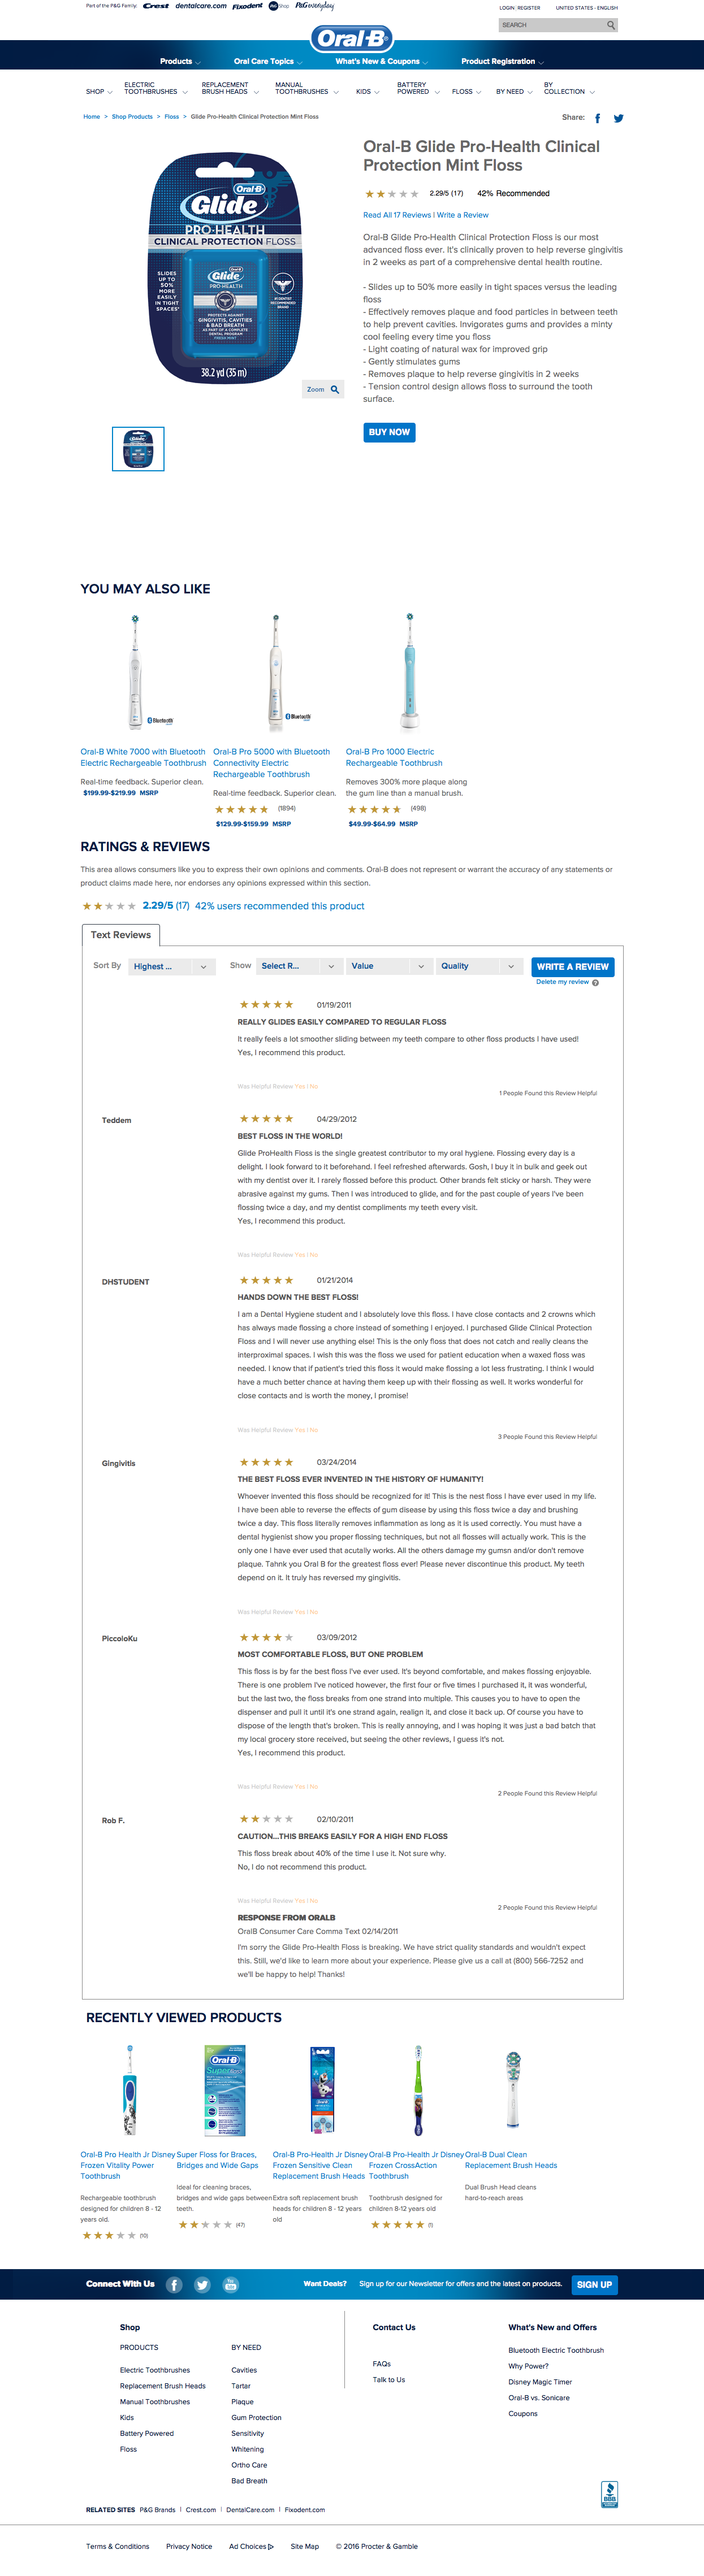 Part of the P&G Family: Crest dentalcare.com Fixodent P&G Shop P&G everyday
LOGIN | REGISTER UNITED STATES - ENGLISH
SEARCH
Oral-B
Products Oral Care Topics What's New & Coupons Product Registration
SHOP ELECTRIC TOOTHBRUSHES REPLACEMENT BRUSH HEADS MANUAL TOOTHBRUSHES KIDS BATTERY POWERED FLOSS BY NEED BY COLLECTION
Home > Shop Products > Floss > Glide Pro-Health Clinical Protection Mint Floss
Share:
Oral-B
Glide
PRO-HEALTH
CLINICAL PROTECTION FLOSS
SLIDES
UP TO
50%
MORE
EASILY
IN TIGHT
SPACES
Oral-B
Glide
PRO-HEALTH
PROTECTS AGAINST
GINGIVITIS, CAVITIES
& BAD BREATH
AS PART OF A COMPLETE
DENTAL PROGRAM
FRESH MINT
#1 DENTIST
RECOMMENDED
BRAND
38.2 yd (35 m)
Zoom
Oral-B Glide Pro-Health Clinical
Protection Mint Floss
2.29/5 (17) 42% Recommended
Read All 17 Reviews | Write a Review
Oral-B Glide Pro-Health Clinical Protection Floss is our most
advanced floss ever. It's clinically proven to help reverse gingivitis
in 2 weeks as part of a comprehensive dental health routine.
- Slides up to 50% more easily in tight spaces versus the leading
floss
- Effectively removes plaque and food particles in between teeth
to help prevent cavities. Invigorates gums and provides a minty
cool feeling every time you floss
- Light coating of natural wax for improved grip
- Gently stimulates gums
- Removes plaque to help reverse gingivitis in 2 weeks
- Tension control design allows floss to surround the tooth
surface.
BUY NOW
YOU MAY ALSO LIKE
Bluetooth
Bluetooth
Oral-B White 7000 with Bluetooth
Electric Rechargeable Toothbrush
Real-time feedback. Superior clean.
$199.99-$219.99 MSRP
Oral-B Pro 5000 with Bluetooth
Connectivity Electric
Rechargeable Toothbrush
Real-time feedback. Superior clean.
(1894)
$129.99-$159.99 MSRP
Oral-B Pro 1000 Electric
Rechargeable Toothbrush
Removes 300% more plaque along
the gum line than a manual brush.
(498)
$49.99-$64.99 MSRP
RATINGS & REVIEWS
This area allows consumers like you to express their own opinions and comments. Oral-B does not represent or warrant the accuracy of any statements or
product claims made here, nor endorses any opinions expressed within this section.
2.29/5 (17) 42% users recommended this product
Text Reviews
Sort By Highest ... Show Select R... Value Quality WRITE A REVIEW
Delete my review ?
01/19/2011
REALLY GLIDES EASILY COMPARED TO REGULAR FLOSS
It really feels a lot smoother sliding between my teeth compare to other floss products I have used!
Yes, I recommend this product.
Was Helpful Review Yes | No
1 People Found this Review Helpful
Teddem 04/29/2012
BEST FLOSS IN THE WORLD!
Glide ProHealth Floss is the single greatest contributor to my oral hygiene. Flossing every day is a
delight. I look forward to it beforehand. I feel refreshed afterwards. Gosh, I buy it in bulk and geek out
with my dentist over it. I rarely flossed before this product. Other brands felt sticky or harsh. They were
abrasive against my gums. Then I was introduced to glide, and for the past couple of years I've been
flossing twice a day, and my dentist compliments my teeth every visit.
Yes, I recommend this product.
Was Helpful Review Yes | No
DHSTUDENT 01/21/2014
HANDS DOWN THE BEST FLOSS!
I am a Dental Hygiene student and I absolutely love this floss. I have close contacts and 2 crowns which
has always made flossing a chore instead of something I enjoyed. I purchased Glide Clinical Protection
Floss and I will never use anything else! This is the only floss that does not catch and really cleans the
interproximal spaces. I wish this was the floss we used for patient education when a waxed floss was
needed. I know that if patient's tried this floss it would make flossing a lot less frustrating. I think I would
have a much better chance at having them keep up with their flossing as well. It works wonderful for
close contacts and is worth the money, I promise!
Was Helpful Review Yes | No
3 People Found this Review Helpful
Gingivitis 03/24/2014
THE BEST FLOSS EVER INVENTED IN THE HISTORY OF HUMANITY!
Whoever invented this floss should be recognized for it! This is the nest floss I have ever used in my life.
I have been able to reverse the effects of gum disease by using this floss twice a day and brushing
twice a day. This floss literally removes inflamation as long as it is used correctly. You must have a
dental hygienist show you proper flossing techniques, but not all flosses will actually work. This is the
only one I have ever used that acutally works. All the others damage my gumsn and/or don't remove
plaque. Tahnk you Oral B for the greatest floss ever! Please never discontinue this product. My teeth
depend on it. It truly has reversed my gingivitis.
Was Helpful Review Yes | No
PiccoloKu 03/09/2012
MOST COMFORTABLE FLOSS, BUT ONE PROBLEM
This floss is by far the best floss I've ever used. It's beyond comfortable, and makes flossing enjoyable.
There is one problem I've noticed however, the first four or five times I purchased it, it was wonderful,
but the last two, the floss breaks from one strand into multiple. This causes you to have to open the
dispenser and pull it until it's one strand again, realign it, and close it back up. Of course you have to
dispose of the length that's broken. This is really annoying, and I was hoping it was just a bad batch that
my local grocery store received, but seeing the other reviews, I guess it's not.
Yes, I recommend this product.
Was Helpful Review Yes | No
2 People Found this Review Helpful
Rob F. 02/10/2011
CAUTION...THIS BREAKS EASILY FOR A HIGH END FLOSS
This floss break about 40% of the time I use it. Not sure why.
No, I do not recommend this product.
Was Helpful Review Yes | No
2 People Found this Review Helpful
RESPONSE FROM ORALB
OralB Consumer Care Comma Text 02/14/2011
I'm sorry the Glide Pro-Health Floss is breaking. We have strict quality standards and wouldn't expect
this. Still, we'd like to learn more about your experience. Please give us a call at (800) 566-7252 and
we'll be happy to help! Thanks!
RECENTLY VIEWED PRODUCTS
Oral-B
Super
Oral-B Pro Health Jr Disney
Frozen Vitality Power
Toothbrush
Rechargeable toothbrush
designed for children 8 - 12
years old.
(10)
Super Floss for Braces,
Bridges and Wide Gaps
Ideal for cleaning braces,
bridges and wide gaps between
teeth.
(47)
Oral-B Pro-Health Jr Disney
Frozen Sensitive Clean
Replacement Brush Heads
Extra soft replacement brush
heads for children 8 - 12 years
old
Oral-B Pro-Health Jr Disney
Frozen CrossAction
Toothbrush
Toothbrush designed for
children 8-12 years old
(1)
Oral-B Dual Clean
Replacement Brush Heads
Dual Brush Head cleans
hard-to-reach areas
Connect With Us Want Deals? Sign up for our Newsletter for offers and the latest on products. SIGN UP
Shop
PRODUCTS
Electric Toothbrushes
Replacement Brush Heads
Manual Toothbrushes
Kids
Battery Powered
Floss
BY NEED
Cavities
Tartar
Plaque
Gum Protection
Sensitivity
Whitening
Ortho Care
Bad Breath
Contact Us
FAQs
Talk to Us
What's New and Offers
Bluetooth Electric Toothbrush
Why Power?
Disney Magic Timer
Oral-B vs. Sonicare
Coupons
BBB
RELATED SITES P&G Brands | Crest.com | DentalCare.com | Fixodent.com
Terms & Conditions Privacy Notice Ad Choices Site Map © 2016 Procter & Gamble